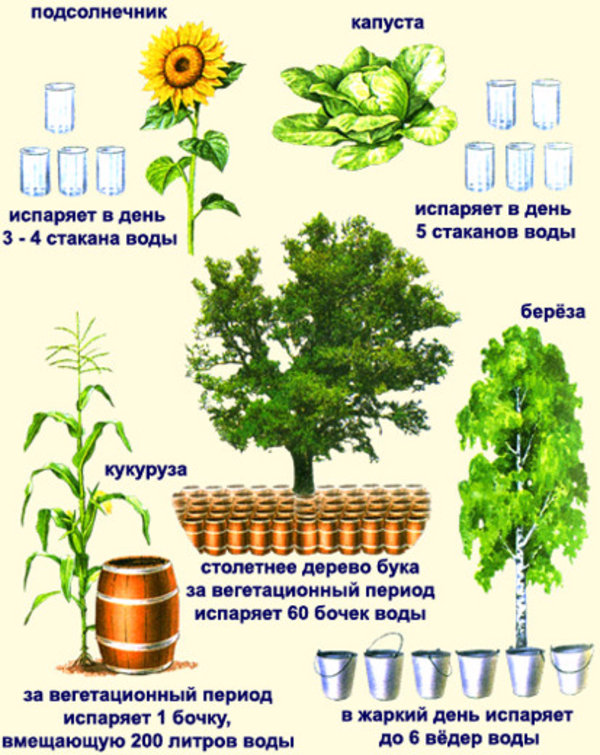 подсолнечник
испаряет в день
3 - 4 стакана воды
капуста
испаряет в день
5 стаканов воды
берёза
кукуруза
столетнее дерево бука
за вегетационный период
испаряет 60 бочек воды
за вегетационный период
испаряет 1 бочку,
вмещающую 200 литров воды
в жаркий день испаряет
до 6 вёдер воды